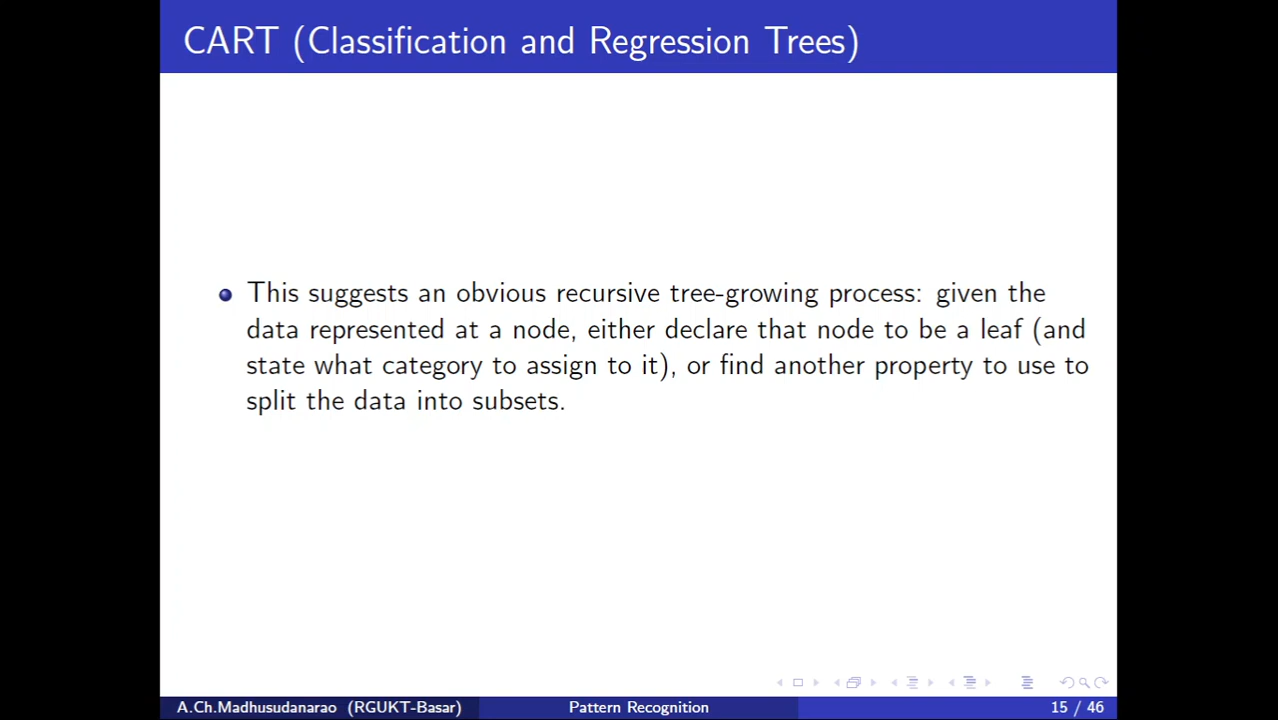 CART (Classification and Regression Trees)
This suggests an obvious recursive tree-growing process: given the
data represented at a node, either declare that node to be a leaf (and
state what category to assign to it), or find another property to use to
split the data into subsets.
A.Ch.Madhusudanarao (RGUKT-Basar) Pattern Recognition 15 / 46